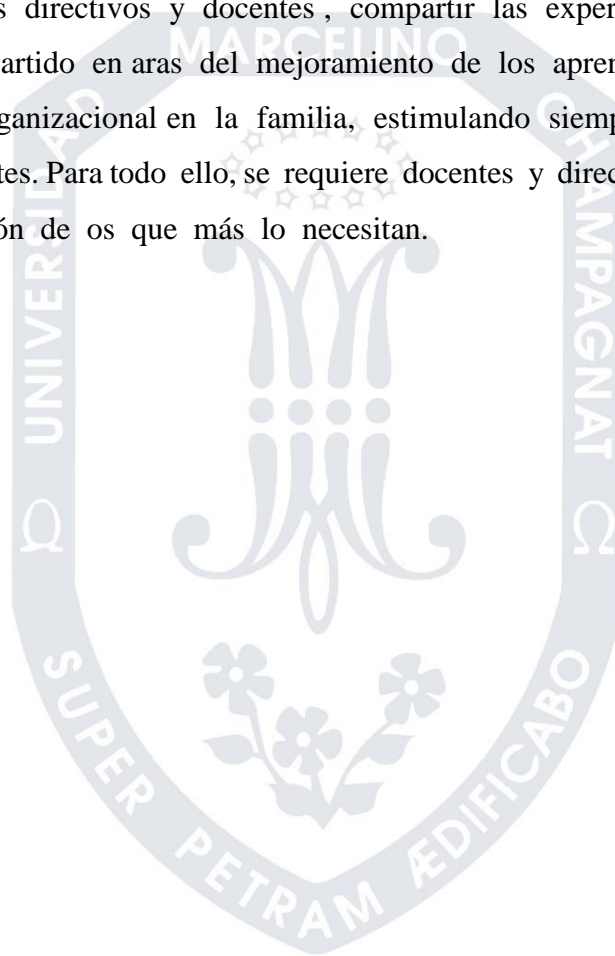 s directivos y docentes , compartir las exper
MARCELINO
artido en aras del mejoramiento de los apren
ganizacional en la familia, estimulando siemp
tes. Para todo ello, se requiere docentes y direc
ón de os que más lo necesitan.
UNIVERSIDAD
CHAMPAGNAT
Ω Ω
SUPER PETRAM ÆDIFICABO